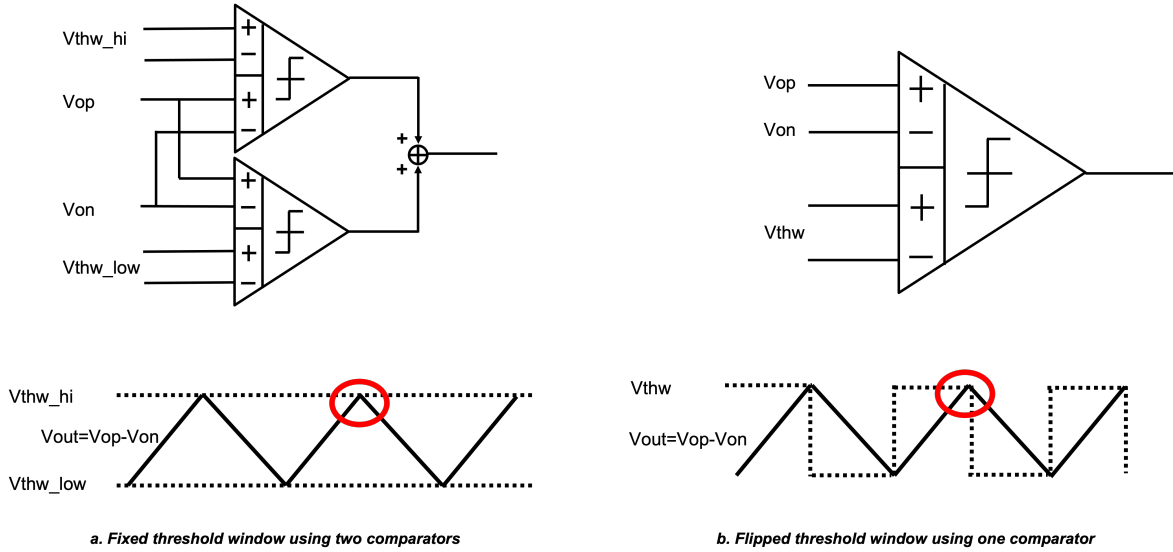 Vthw_hi
Vop
Von
Vthw_low
+
−
+
−
+
−
+
−
+
+
Vop
Von
Vthw
+
−
+
−
Vthw_hi
Vout=Vop-Von
Vthw_low
Vthw
Vout=Vop-Von
a. Fixed threshold window using two comparators
b. Flipped threshold window using one comparator